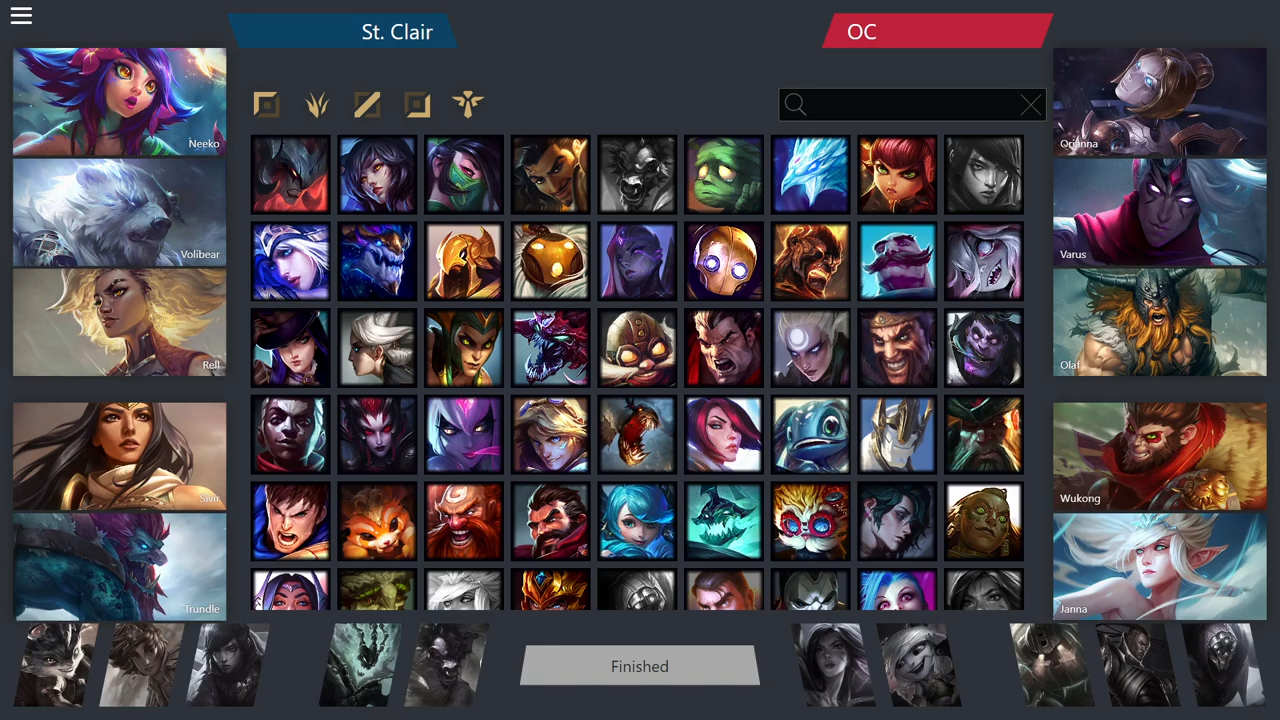 St. Clair
OC
Neeko
Volibear
Rell
Sivir
Trundle
Orianna
Varus
Olaf
Wukong
Janna
Finished